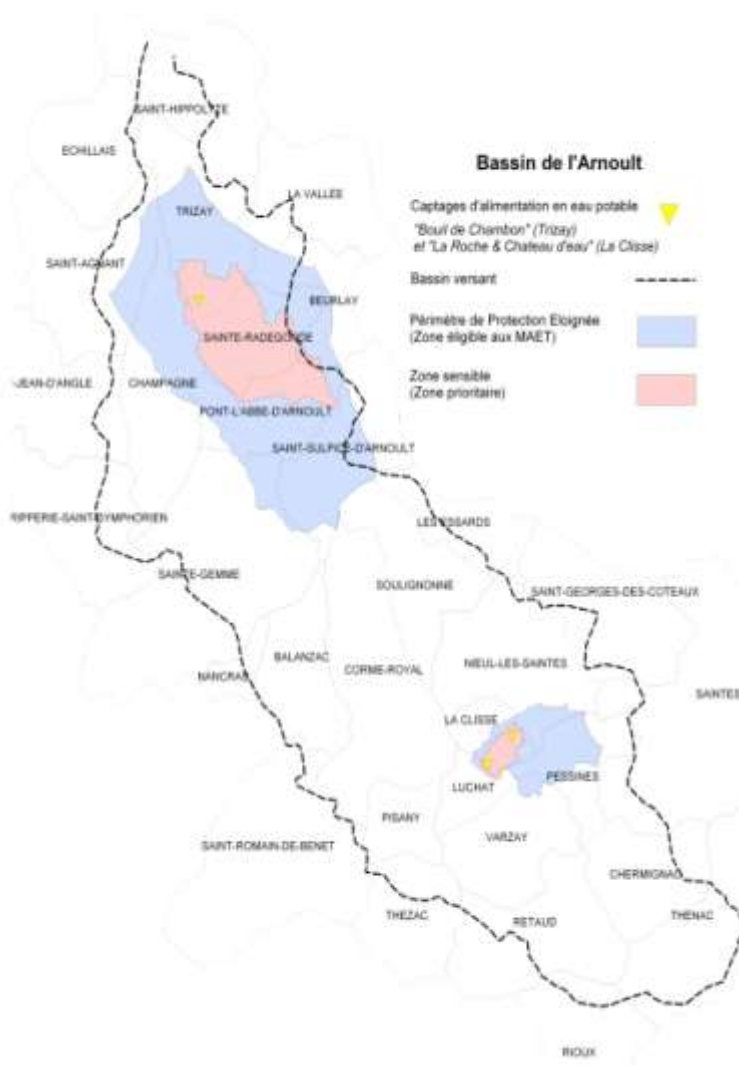 SAINT-HIPPOLYTE
ECHILLAIS
Bassin de l'Arnoult
LA VALLEE
Captages d'alimentation en eau potable
TRIZAY
"Bouil de Chambon" (Trizay)
et "La Roche & Chateau d'eau" (La Clisse)
SAINT-AGNANT
Bassin versant
BEURLAY
Périmètre de Protection Eloignée
(Zone éligible aux MAET)
SAINTE-RADEGONDE
-JEAN-D'ANGLE
CHAMPAGNE
Zone sensible
(Zone prioritaire)
PONT-L'ABBE-D'ARNOULT
SAINT-SULPICE-D'ARNOULT
RIPPERIE-SAINT-SYMPHORIEN
LES ESSARDS
SAINTE-GEMME
SOULIGNONNE
SAINT-GEORGES-DES-COTEAUX
BALANZAC
NIEUL-LES-SAINTES
NANCRAS
CORME-ROYAL
SAINTES
LA CLISSE
PESSINES
LUCHAT
PISANY
VARZAY
SAINT-ROMAIN-DE-BENET
CHERMIGNAC
THEZAC
RETAUD
THENAC
RIOUX